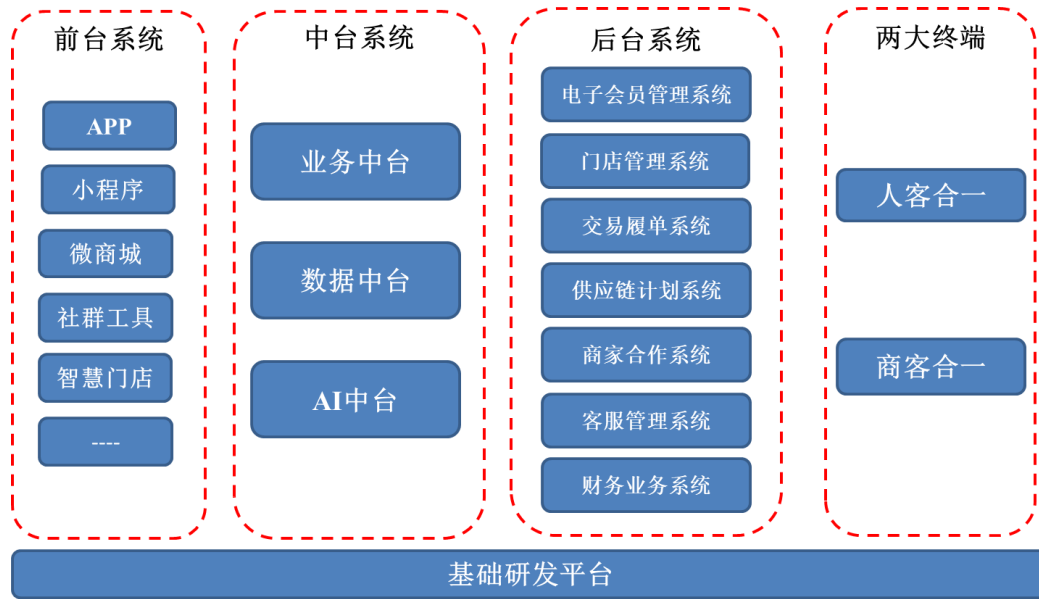 前台系统
APP
小程序
微商城
社群工具
智慧门店
----
中台系统
业务中台
数据中台
AI中台
后台系统
电子会员管理系统
门店管理系统
交易履单系统
供应链计划系统
商家合作系统
客服管理系统
财务业务系统
两大终端
人客合一
商客合一
基础研发平台